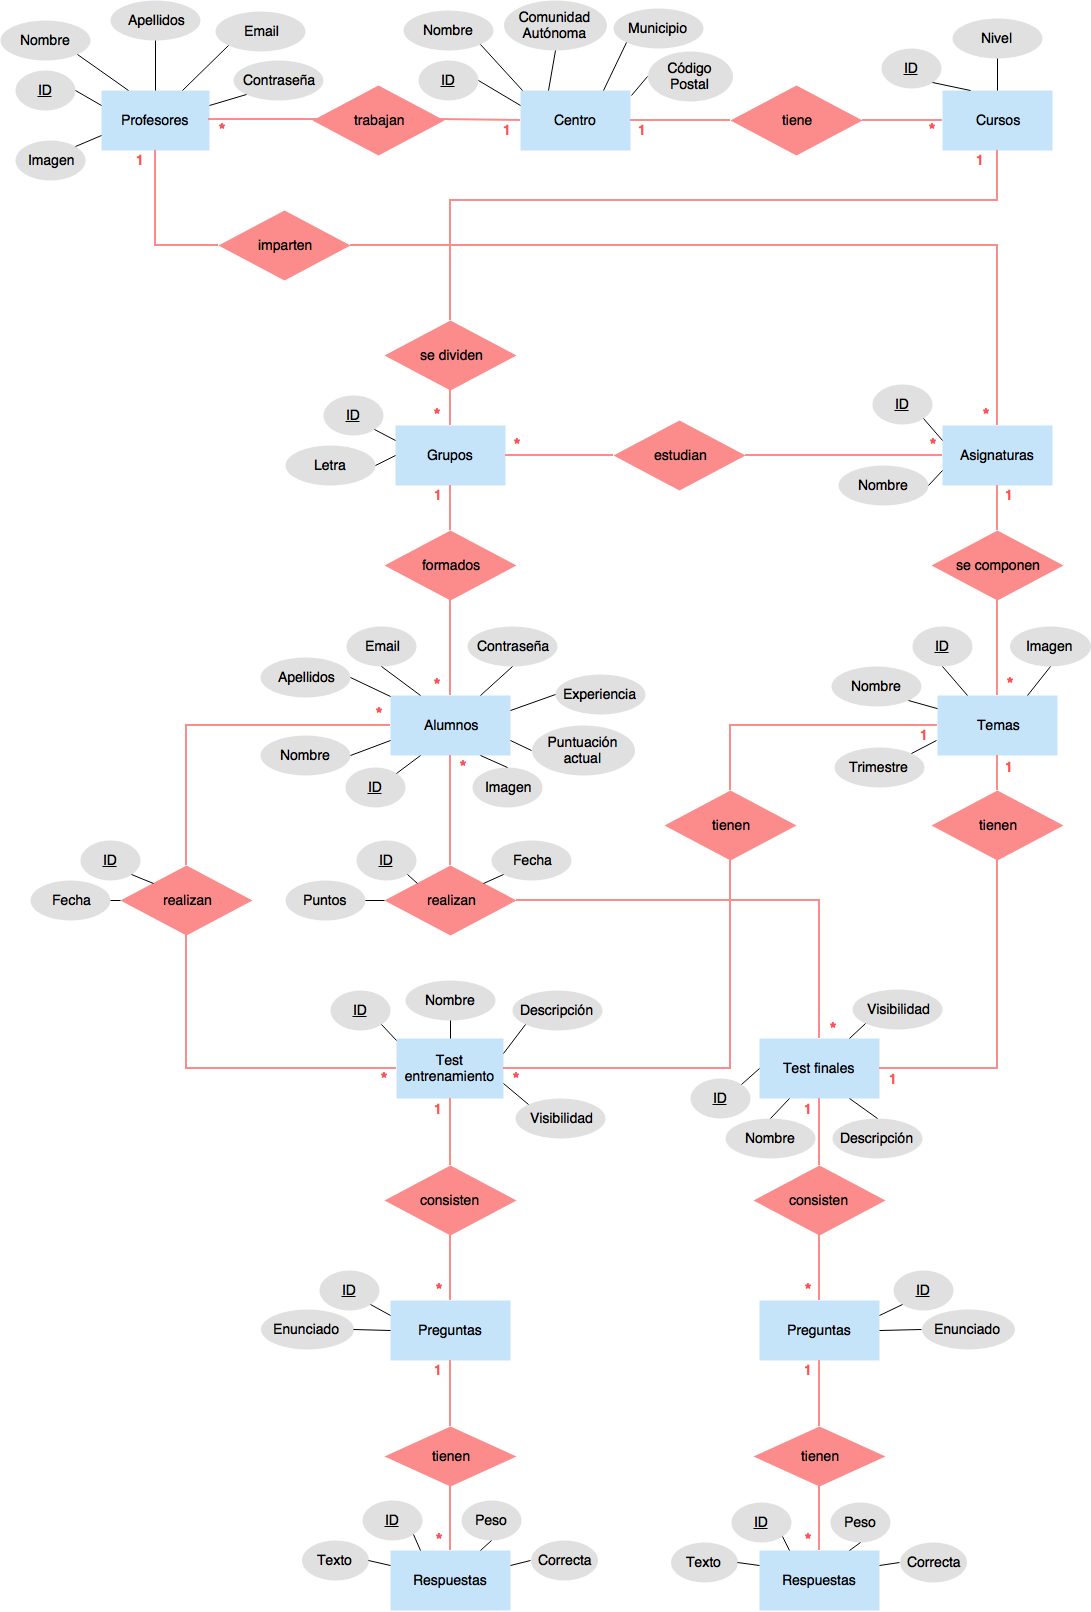 Apellidos
Nombre
Email
ID
Contraseña
Profesores
Imagen
*
1
trabajan
1
Nombre
Comunidad
Autónoma
Municipio
ID
Código
Postal
Centro
1
tiene
*
ID
Nivel
Cursos
1
imparten
se dividen
*
*
ID
Letra
Grupos
*
1
estudian
*
ID
Nombre
Asignaturas
1
formados
se componen
*
*
Email
Contraseña
Apellidos
Experiencia
Alumnos
*
Nombre
Puntuación
actual
ID
*
Imagen
ID
Imagen
Nombre
Temas
1
Trimestre
1
tienen
tienen
ID
Fecha
realizan
ID
Fecha
Puntos
realizan
ID
Nombre
Descripción
Test
entrenamiento
*
*
1
Visibilidad
*
Visibilidad
Test finales
1
ID
1
Nombre
Descripción
consisten
consisten
*
*
ID
Enunciado
Preguntas
1
ID
Enunciado
Preguntas
1
tienen
tienen
ID
Peso
*
Texto
Correcta
Respuestas
ID
Peso
*
Texto
Correcta
Respuestas